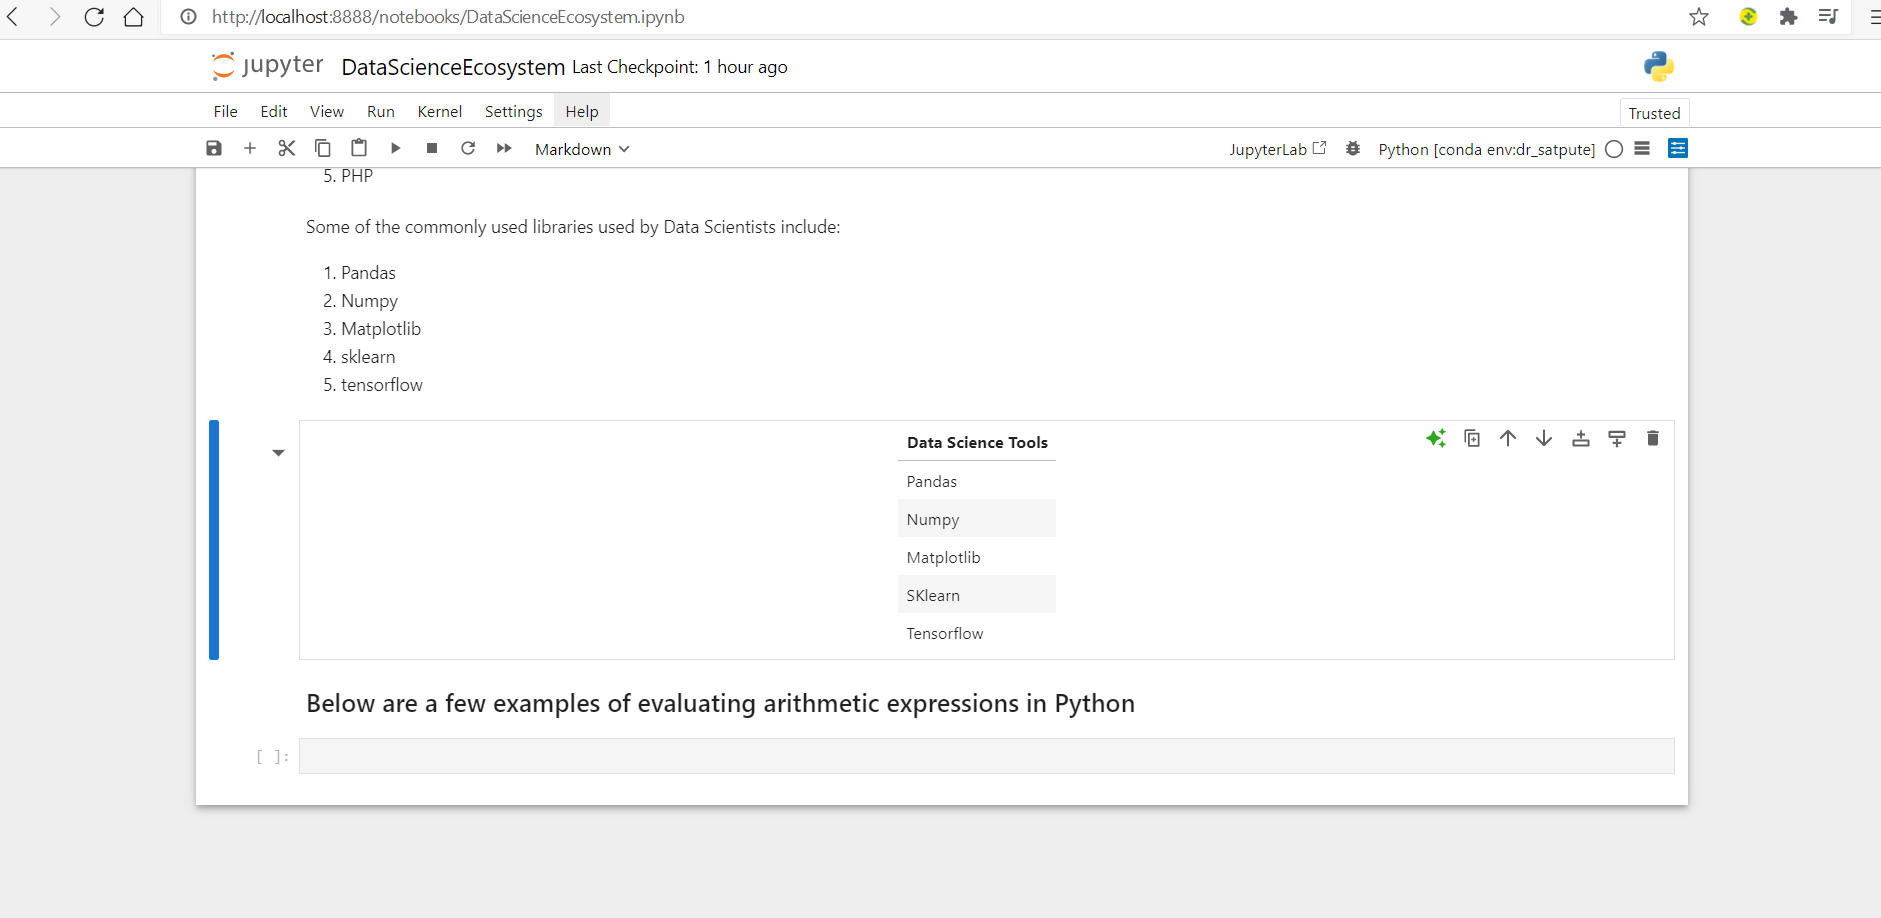 http://localhost:8888/notebooks/DataScienceEcosystem.ipynb
jupyter DataScienceEcosystem Last Checkpoint: 1 hour ago
File Edit View Run Kernel Settings Help Trusted
Markdown JupyterLab Python [conda env:dr_satpute]
5. PHP
Some of the commonly used libraries used by Data Scientists include:
1. Pandas
2. Numpy
3. Matplotlib
4. sklearn
5. tensorflow
Data Science Tools
Pandas
Numpy
Matplotlib
SKlearn
Tensorflow
Below are a few examples of evaluating arithmetic expressions in Python
[ ]: